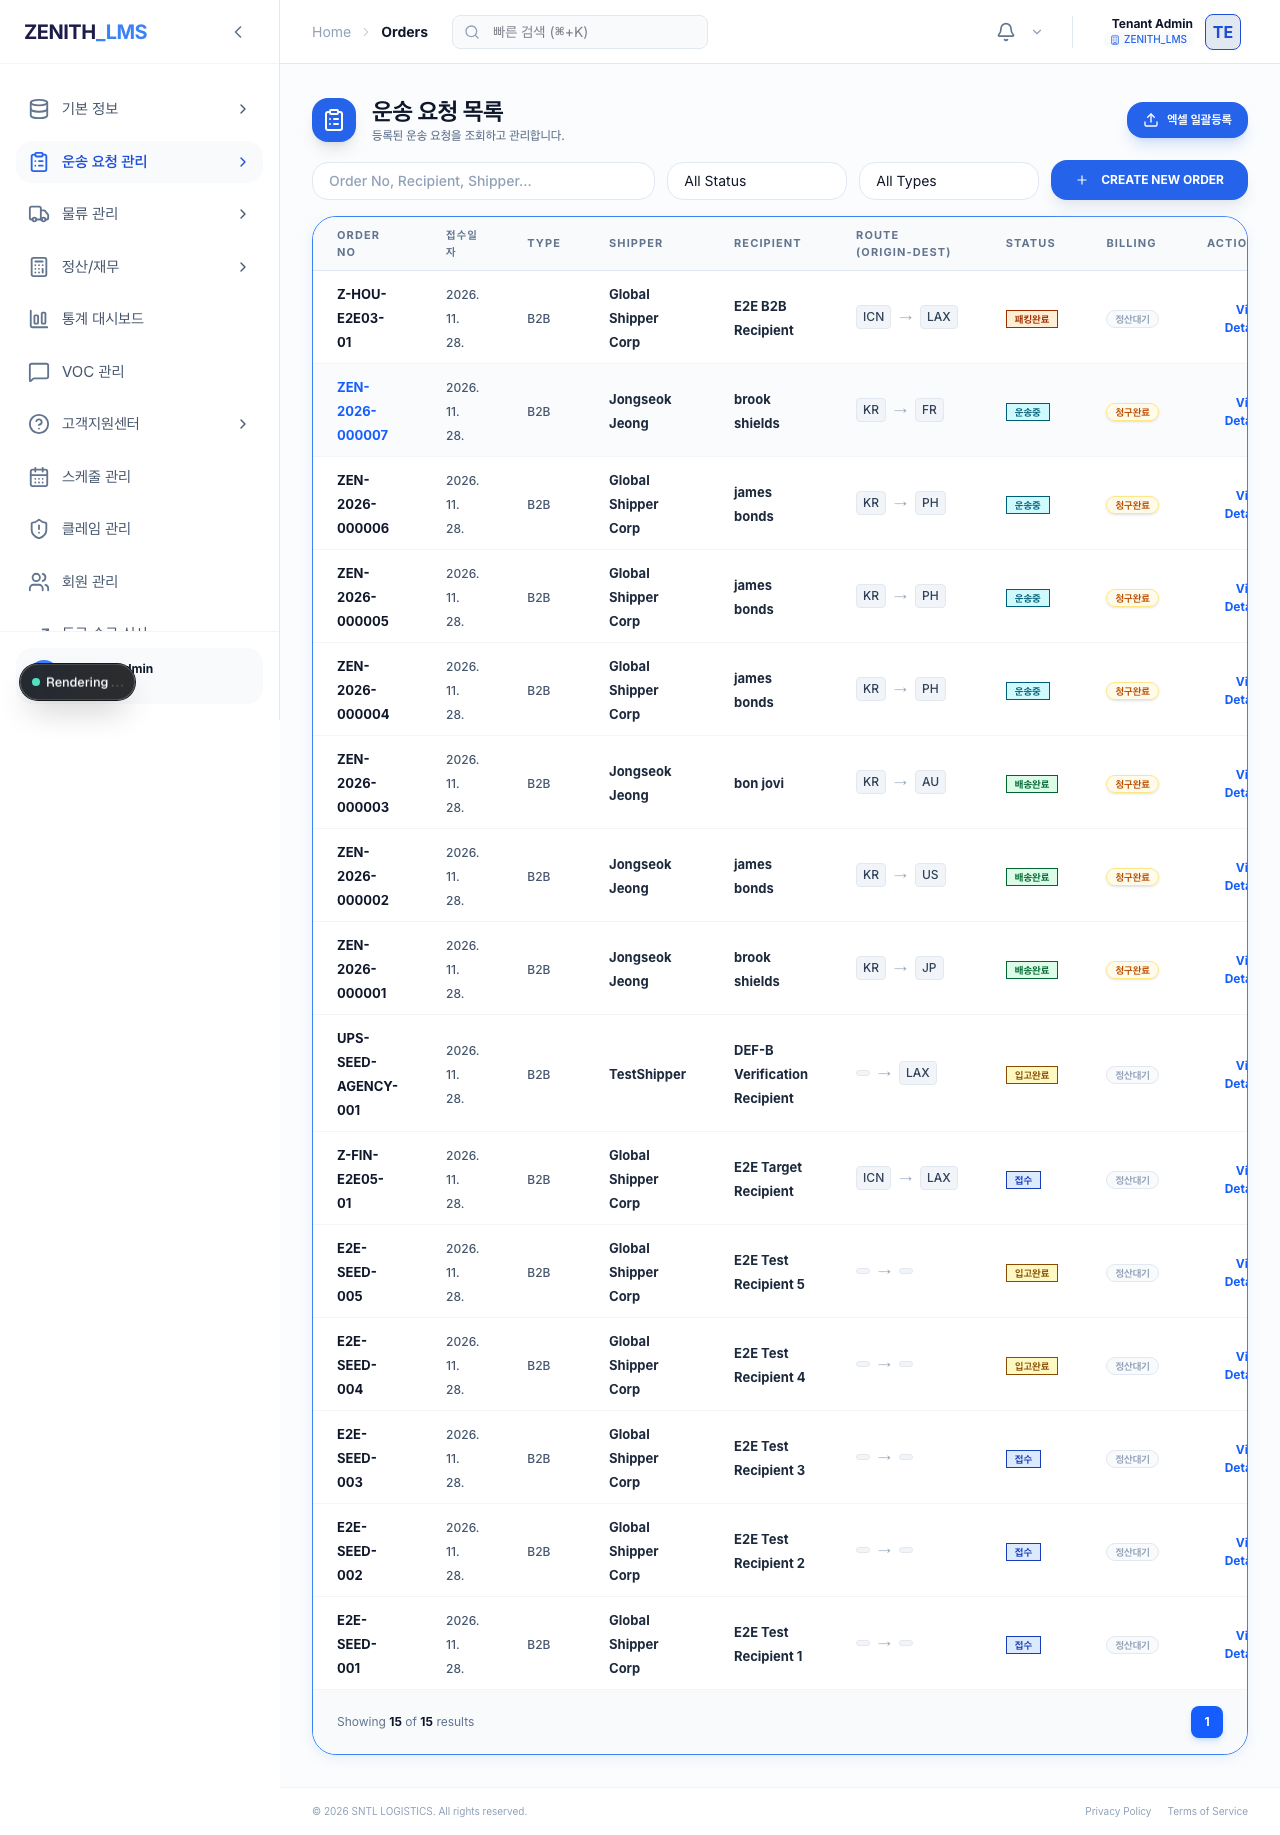 ZENITH_LMS
기본 정보
운송 요청 관리
물류 관리
정산/재무
통계 대시보드
VOC 관리
고객지원센터
스케줄 관리
클레임 관리
회원 관리
Rendering...
Home
Orders
빠른 검색 (⌘+K)
Tenant Admin
ZENITH_LMS
TE
운송 요청 목록
등록된 운송 요청을 조회하고 관리합니다.
엑셀 일괄등록
Order No, Recipient, Shipper...
All Status
All Types
CREATE NEW ORDER
ORDER NO 접수일자 TYPE SHIPPER RECIPIENT ROUTE (ORIGIN-DEST) STATUS BILLING
Z-HOU-E2E03-01 2026. 11. 28. B2B Global Shipper Corp E2E B2B Recipient ICN → LAX 패킹완료 정산대기
ZEN-2026-000007 2026. 11. 28. B2B Jongseok Jeong brook shields KR → FR 운송중 청구완료
ZEN-2026-000006 2026. 11. 28. B2B Global Shipper Corp james bonds KR → PH 운송중 청구완료
ZEN-2026-000005 2026. 11. 28. B2B Global Shipper Corp james bonds KR → PH 운송중 청구완료
ZEN-2026-000004 2026. 11. 28. B2B Global Shipper Corp james bonds KR → PH 운송중 청구완료
ZEN-2026-000003 2026. 11. 28. B2B Jongseok Jeong bon jovi KR → AU 배송완료 청구완료
ZEN-2026-000002 2026. 11. 28. B2B Jongseok Jeong james bonds KR → US 배송완료 청구완료
ZEN-2026-000001 2026. 11. 28. B2B Jongseok Jeong brook shields KR → JP 배송완료 청구완료
UPS-SEED-AGENCY-001 2026. 11. 28. B2B TestShipper DEF-B Verification Recipient → LAX 입고완료 정산대기
Z-FIN-E2E05-01 2026. 11. 28. B2B Global Shipper Corp E2E Target Recipient ICN → LAX 접수 정산대기
E2E-SEED-005 2026. 11. 28. B2B Global Shipper Corp E2E Test Recipient 5 → 입고완료 정산대기
E2E-SEED-004 2026. 11. 28. B2B Global Shipper Corp E2E Test Recipient 4 → 입고완료 정산대기
E2E-SEED-003 2026. 11. 28. B2B Global Shipper Corp E2E Test Recipient 3 → 접수 정산대기
E2E-SEED-002 2026. 11. 28. B2B Global Shipper Corp E2E Test Recipient 2 → 접수 정산대기
E2E-SEED-001 2026. 11. 28. B2B Global Shipper Corp E2E Test Recipient 1 → 접수 정산대기
Showing 15 of 15 results
1
© 2026 SNTL LOGISTICS. All rights reserved.
Privacy Policy
Terms of Service